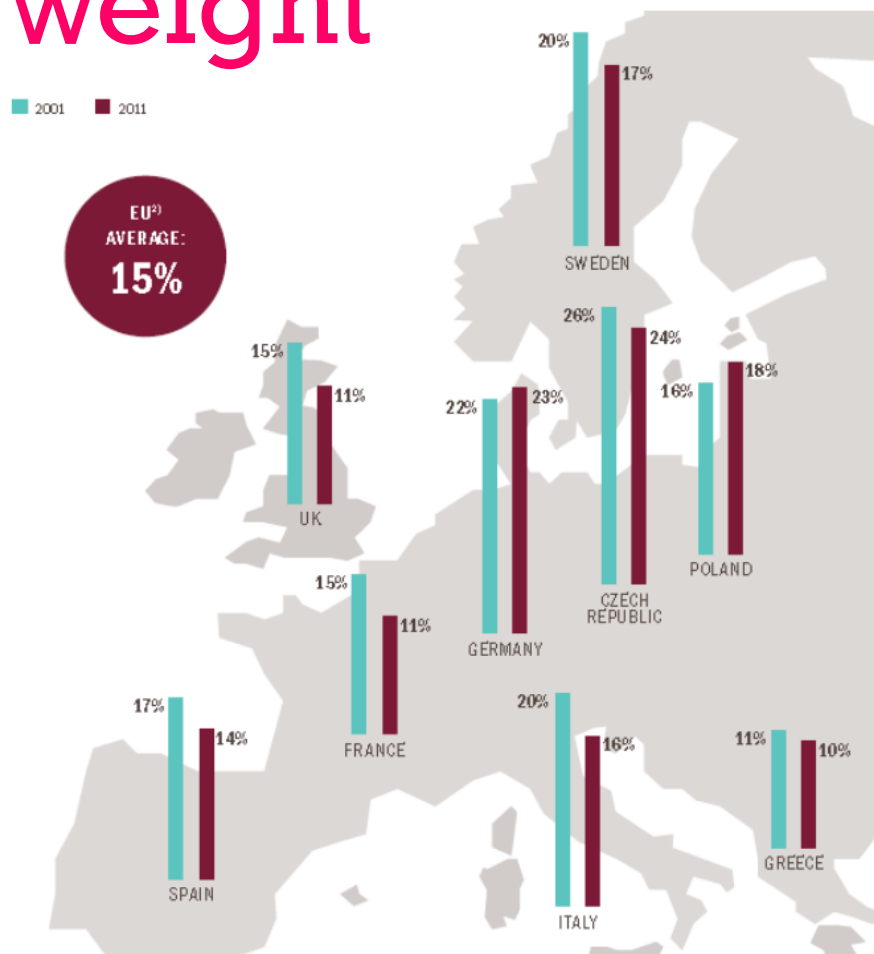 weight
2001 2011
EU2)
AVERAGE:
15%
20%
17%
SWEDEN
26%
24%
CZECH
REPUBLIC
16%
18%
POLAND
15%
11%
UK
22%
23%
GERMANY
15%
11%
FRANCE
17%
14%
SPAIN
20%
16%
ITALY
11%
10%
GREECE